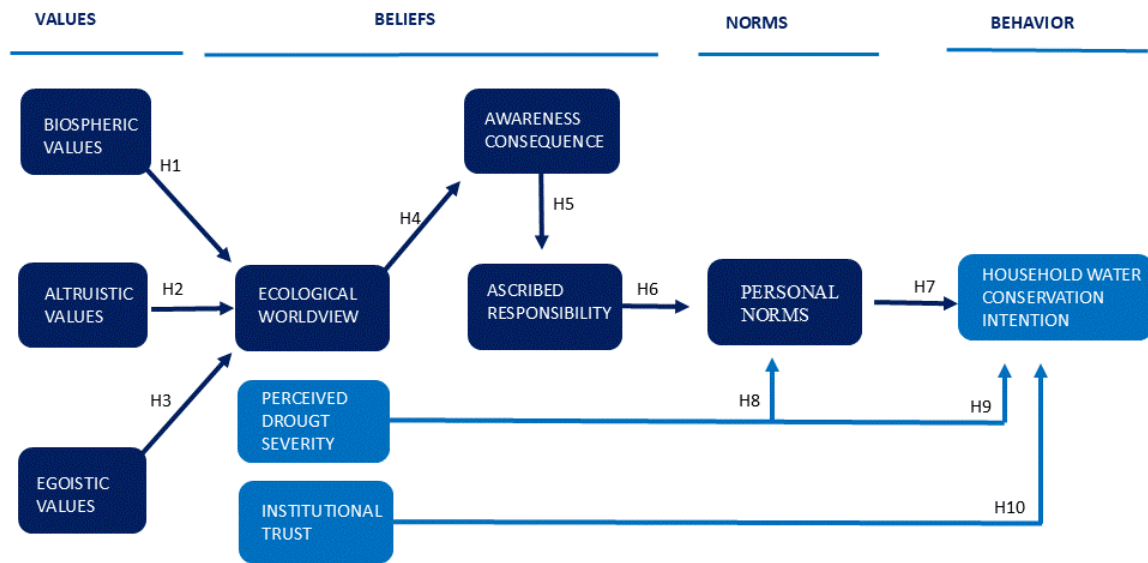 VALUES
BELIEFS
NORMS
BEHAVIOR
BIOSPHERIC
VALUES
AWARENESS
CONSEQUENCE
H1
H4
H5
ALTRUISTIC
VALUES
H2
ECOLOGICAL
WORLDVIEW
ASCRIBED
RESPONSIBILITY
H6
PERSONAL
NORMS
H7
HOUSEHOLD WATER
CONSERVATION
INTENTION
H3
PERCEIVED
DROUGT
SEVERITY
H8
H9
EGOISTIC
VALUES
INSTITUTIONAL
TRUST
H10